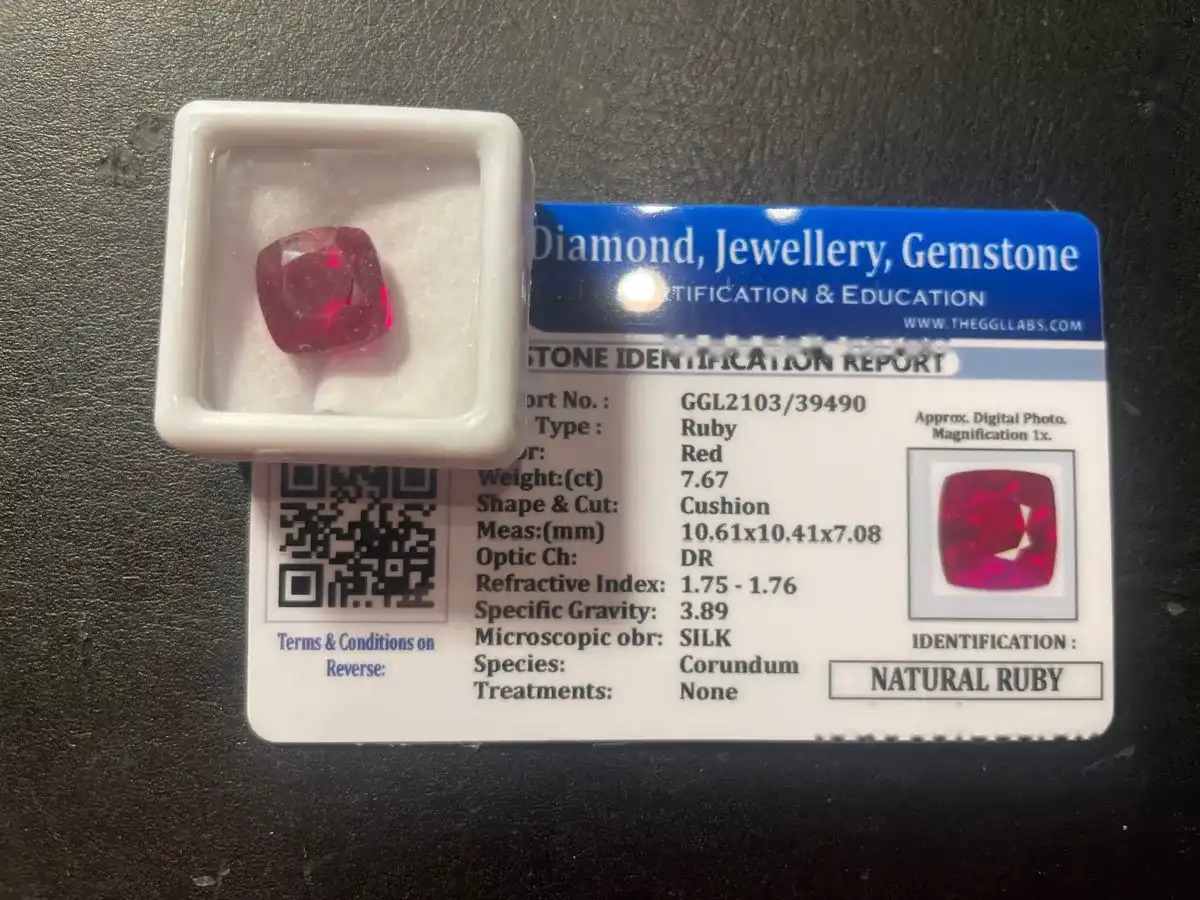 Diamond, Jewellery, Gemstone
& EDUCATION
WWW.THEGGLLABS.COM
IDENTIFICATION REPORT
No. : GGL2103/39490
Type : Ruby
Red
Weight:(ct) 7.67
Shape & Cut: Cushion
Meas:(mm) 10.61x10.41x7.08
Optic Ch: DR
Refractive Index: 1.75 - 1.76
Specific Gravity: 3.89
Microscopic obr: SILK
Species: Corundum
Treatments: None
Terms & Conditions on
Reverse:
Approx. Digital Photo.
Magnification 1x.
IDENTIFICATION :
NATURAL RUBY